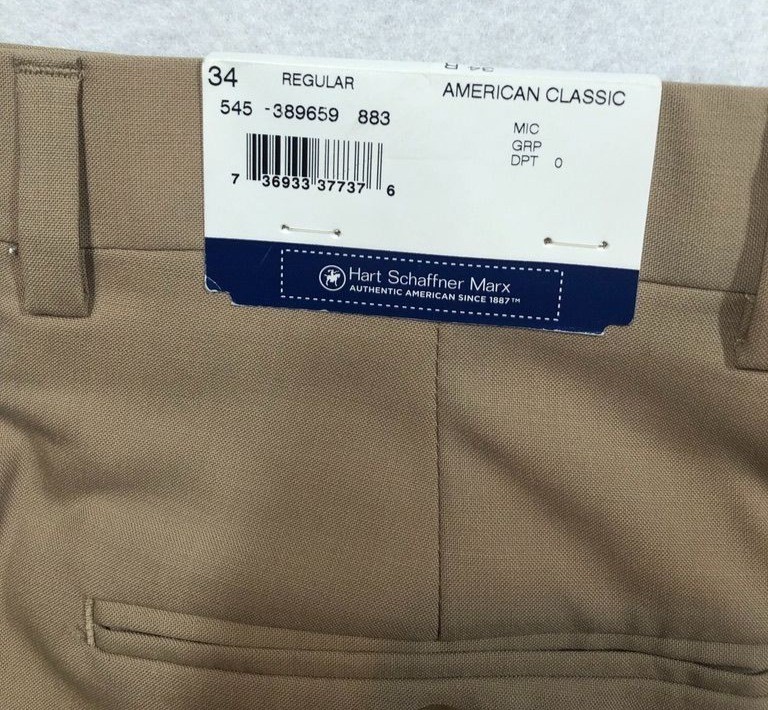 34 REGULAR
AMERICAN CLASSIC
545 -389659 883
MIC
GRP
DPT 0
7 36933 37737 6
Hart Schaffner Marx
AUTHENTIC AMERICAN SINCE 1887™